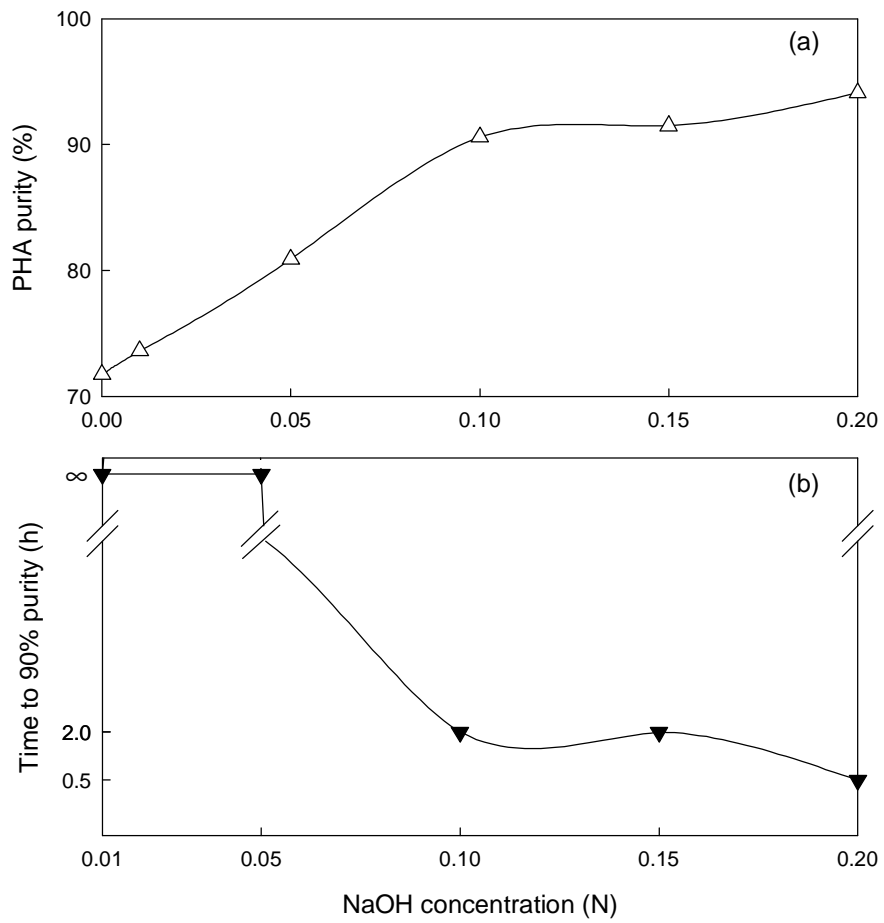 100
(a)
90
PHA purity (%)
80
70
0.00 0.05 0.10 0.15 0.20
∞
(b)
Time to 90% purity (h)
2.0
0.5
0.01 0.05 0.10 0.15 0.20
NaOH concentration (N)